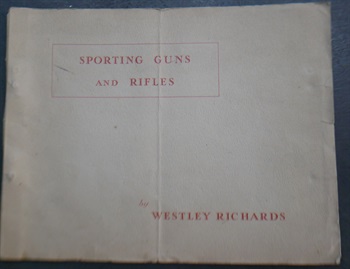 SPORTING GUNS
AND RIFLES
by
WESTLEY RICHARDS